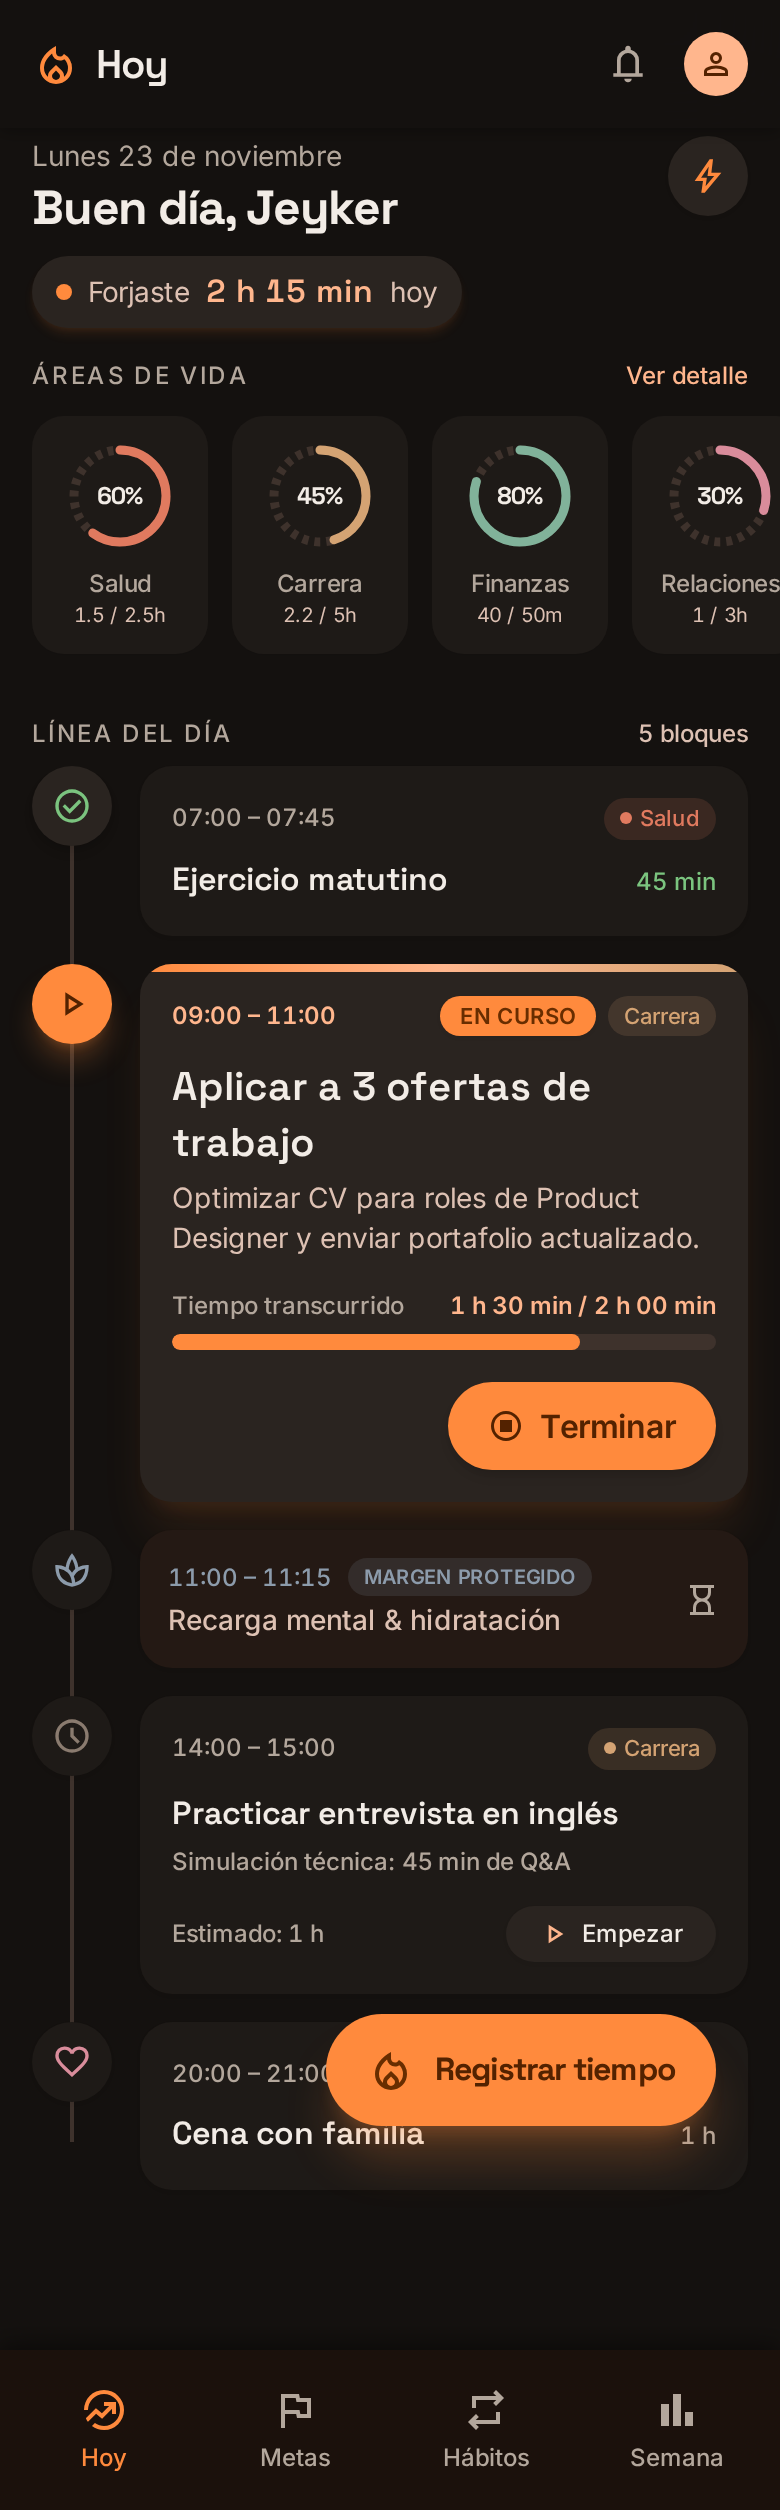 Hoy
Lunes 23 de noviembre
Buen día, Jeyker
Forjaste 2 h 15 min hoy
ÁREAS DE VIDA
Ver detalle
60%
Salud
1.5 / 2.5h
45%
Carrera
2.2 / 5h
80%
Finanzas
40 / 50m
30%
Relaciones
1 / 3h
LÍNEA DEL DÍA
5 bloques
07:00 – 07:45
Salud
Ejercicio matutino
45 min
09:00 – 11:00
EN CURSO
Carrera
Aplicar a 3 ofertas de
trabajo
Optimizar CV para roles de Product
Designer y enviar portafolio actualizado.
Tiempo transcurrido
1 h 30 min / 2 h 00 min
Terminar
11:00 – 11:15
MARGEN PROTEGIDO
Recarga mental & hidratación
14:00 – 15:00
Carrera
Practicar entrevista en inglés
Simulación técnica: 45 min de Q&A
Estimado: 1 h
Empezar
20:00 – 21:00
Registrar tiempo
Cena con familia
1 h
Hoy
Metas
Hábitos
Semana